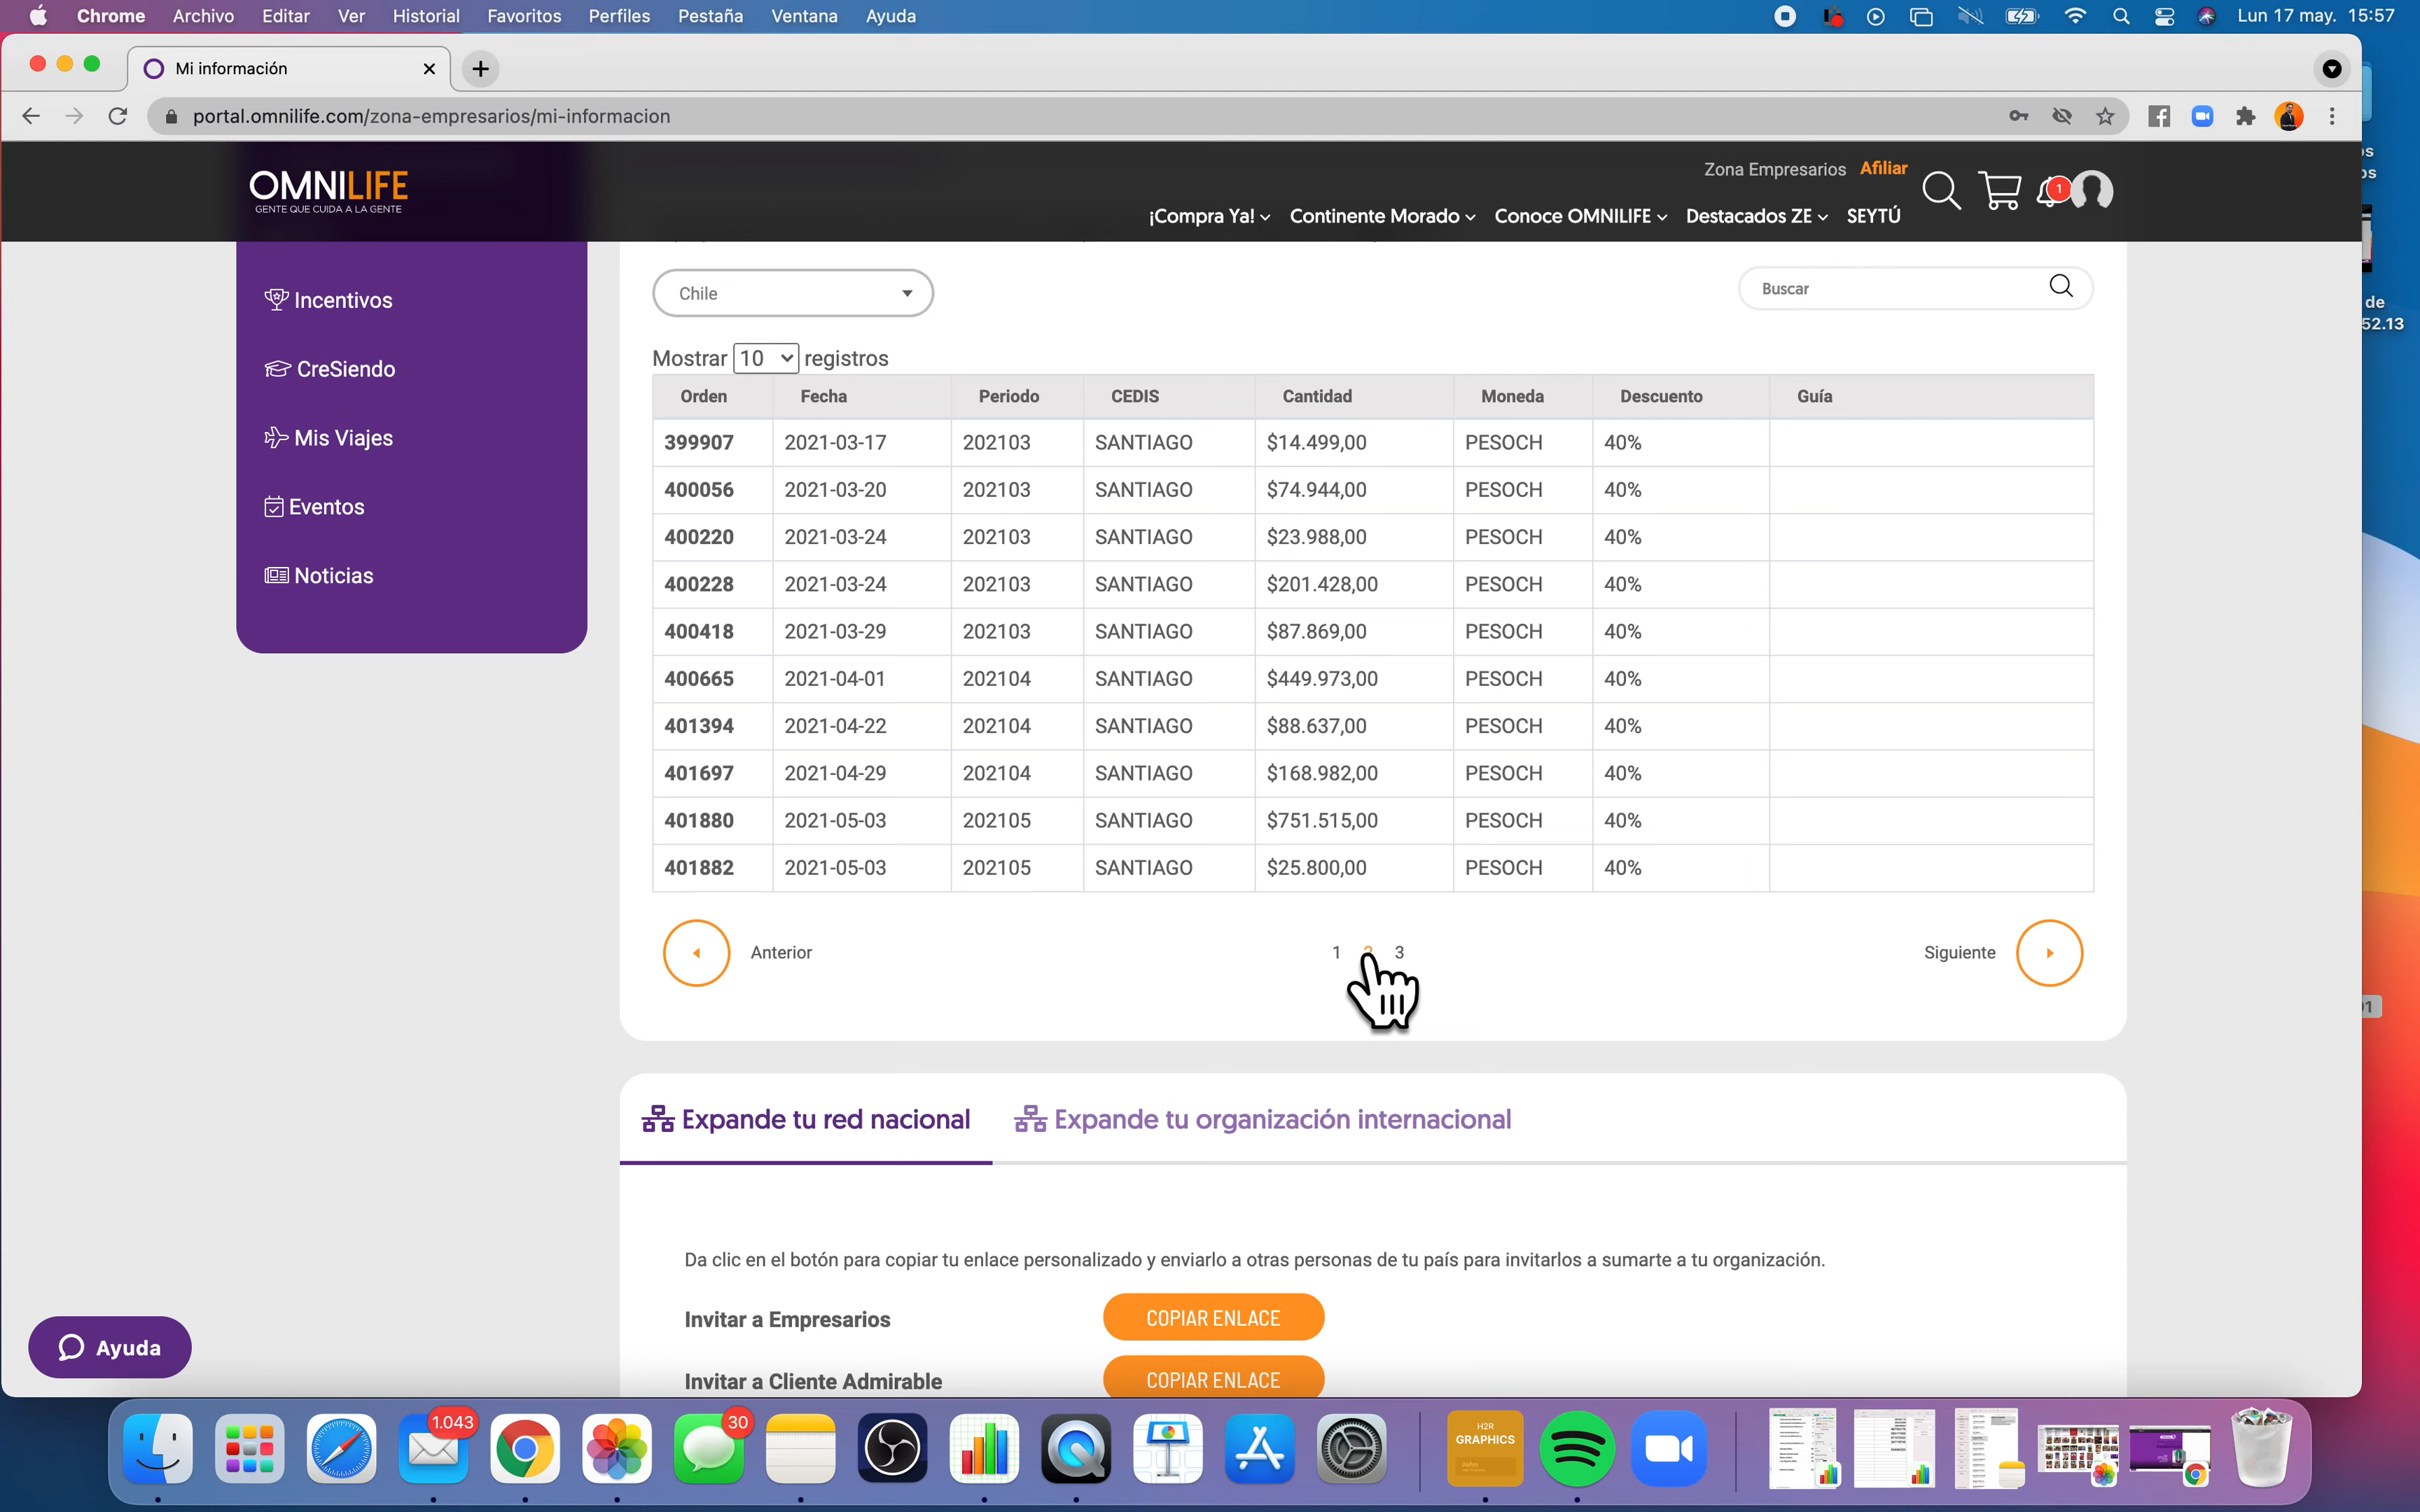 Chrome Archivo Editar Ver Historial Favoritos Perfiles Pestaña Ventana Ayuda Lun 17 may. 15:57
Mi información
portal.omnilife.com/zona-empresarios/mi-informacion
OMNILIFE
GENTE QUE CUIDA A LA GENTE
Zona Empresarios Afiliar
1
¡Compra Ya! Continente Morado Conoce OMNILIFE Destacados ZE SEYTÚ
Incentivos
CreSiendo
Mis Viajes
Eventos
Noticias
Chile
Buscar
Mostrar 10 registros
Orden Fecha Periodo CEDIS Cantidad Moneda Descuento Guía
399907 2021-03-17 202103 SANTIAGO $14.499,00 PESOCH 40%
400056 2021-03-20 202103 SANTIAGO $74.944,00 PESOCH 40%
400220 2021-03-24 202103 SANTIAGO $23.988,00 PESOCH 40%
400228 2021-03-24 202103 SANTIAGO $201.428,00 PESOCH 40%
400418 2021-03-29 202103 SANTIAGO $87.869,00 PESOCH 40%
400665 2021-04-01 202104 SANTIAGO $449.973,00 PESOCH 40%
401394 2021-04-22 202104 SANTIAGO $88.637,00 PESOCH 40%
401697 2021-04-29 202104 SANTIAGO $168.982,00 PESOCH 40%
401880 2021-05-03 202105 SANTIAGO $751.515,00 PESOCH 40%
401882 2021-05-03 202105 SANTIAGO $25.800,00 PESOCH 40%
Anterior 1 2 3 Siguiente
Expande tu red nacional Expande tu organización internacional
Da clic en el botón para copiar tu enlace personalizado y enviarlo a otras personas de tu país para invitarlos a sumarte a tu organización.
Invitar a Empresarios COPIAR ENLACE
Invitar a Cliente Admirable COPIAR ENLACE
Ayuda
de
52.13
1.043
30
H2R
GRAPHICS
John